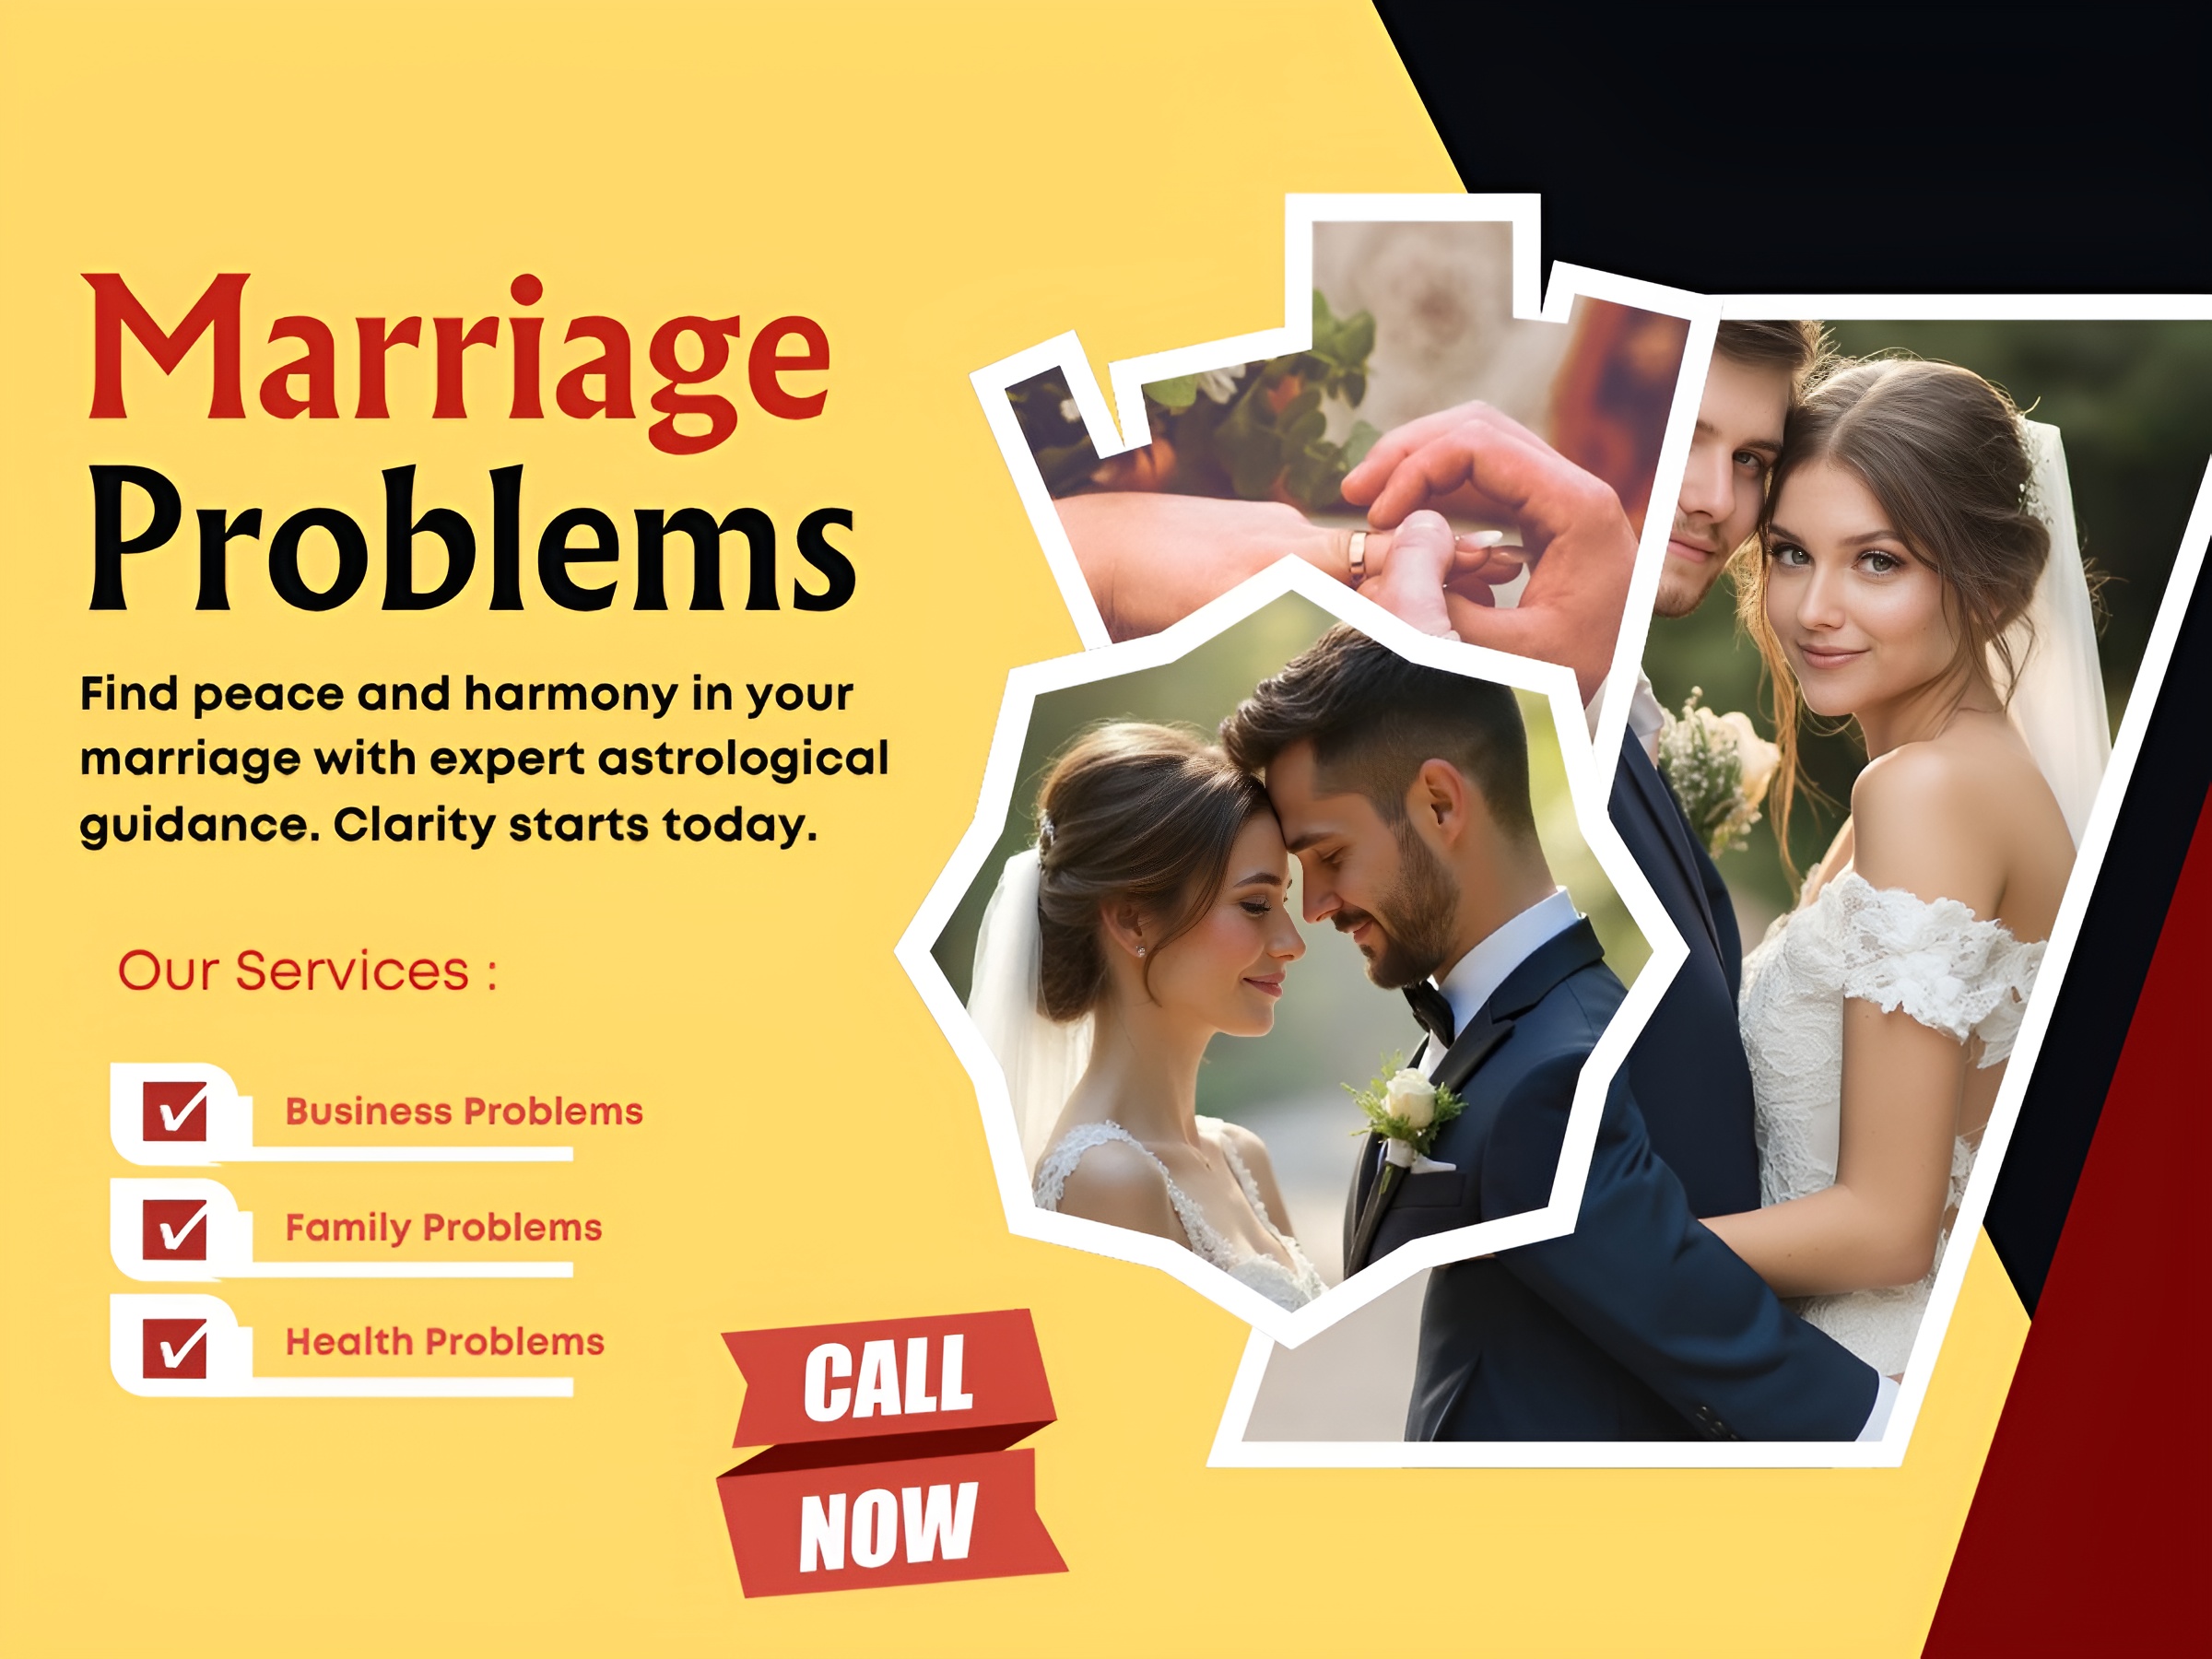 Marriage
Problems
Find peace and harmony in your
marriage with expert astrological
guidance. Clarity starts today.
Our Services :
Business Problems
Family Problems
Health Problems
CALL
NOW